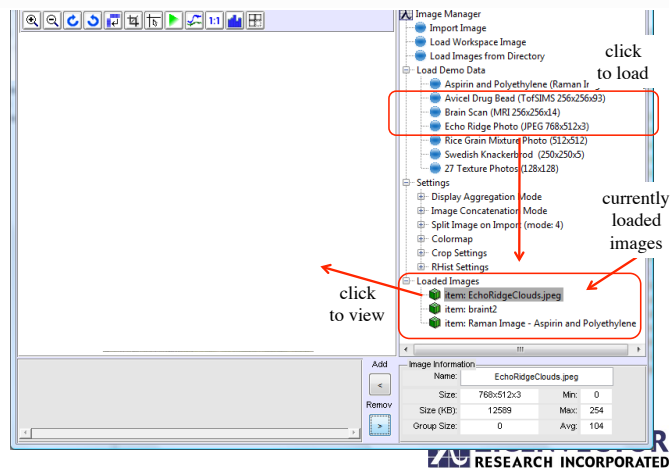 1:1
Image Manager
Import Image
Load Workspace Image
Load Images from Directory
click
to load
Load Demo Data
Aspirin and Polyethylene (Raman
Avicel Drug Bead (TofSIMS 256x256x93)
Brain Scan (MRI 256x256x14)
Echo Ridge Photo (JPEG 768x512x3)
Rice Grain Mixture Photo (512x512)
Swedish Knackerbrod (250x250x5)
27 Texture Photos (128x128)
Settings
Display Aggregation Mode
Image Concatenation Mode
Split Image on Import (mode: 4)
Colormap
Crop Settings
RHist Settings
currently
loaded
images
Loaded Images
item: EchoRidgeClouds.jpeg
item: braint2
item: Raman Image - Aspirin and Polyethylene
click
to view
Add
<
Remov
>
Image Information
Name: EchoRidgeClouds.jpeg
Size: 768x512x3 Min: 0
Size (KB): 12589 Max: 254
Group Size: 0 Avg: 104
RESEARCH INCORPORATED